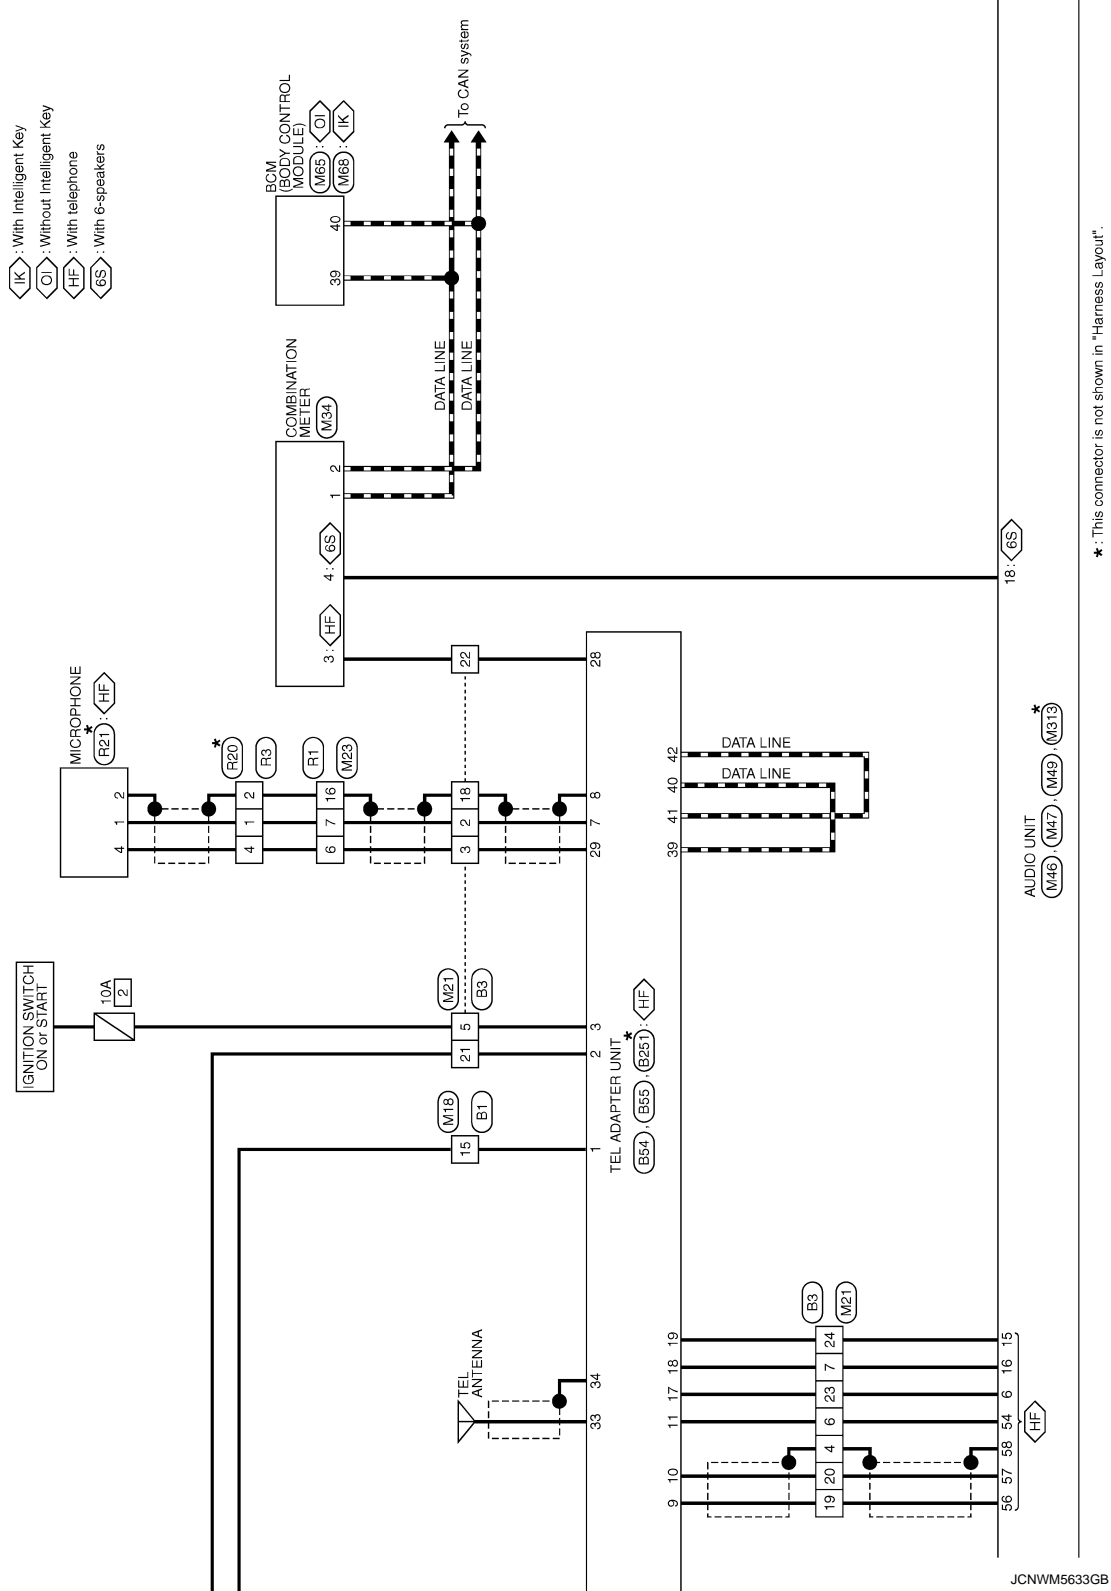 IK : With Intelligent Key
OI : Without Intelligent Key
HF : With telephone
6S : With 6-speakers
BCM
(BODY CONTROL
MODULE)
M65 : OI
M68 : IK
40
39
To CAN system
DATA LINE
DATA LINE
COMBINATION
METER
M34
2
1
4 : 6S
3 : HF
22
28
18 : 6S
MICROPHONE
R21 * : HF
2
1
4
R20 *
R3
2
1
4
R1
M23
16
7
6
18
2
3
8
7
29
42
40
41
39
DATA LINE
DATA LINE
IGNITION SWITCH
ON or START
10A
2
M21
B3
5
21
3
2
M18
B1
15
1
TEL ADAPTER UNIT
B54 , B55 , B251 * : HF
TEL
ANTENNA
34
33
19
18
17
11
10
9
B3
M21
24
7
23
6
4
20
19
15
16
6
54
58
57
56
HF
AUDIO UNIT
M46 , M47 , M49 , M313 *
* : This connector is not shown in "Harness Layout".
JCNWM5633GB